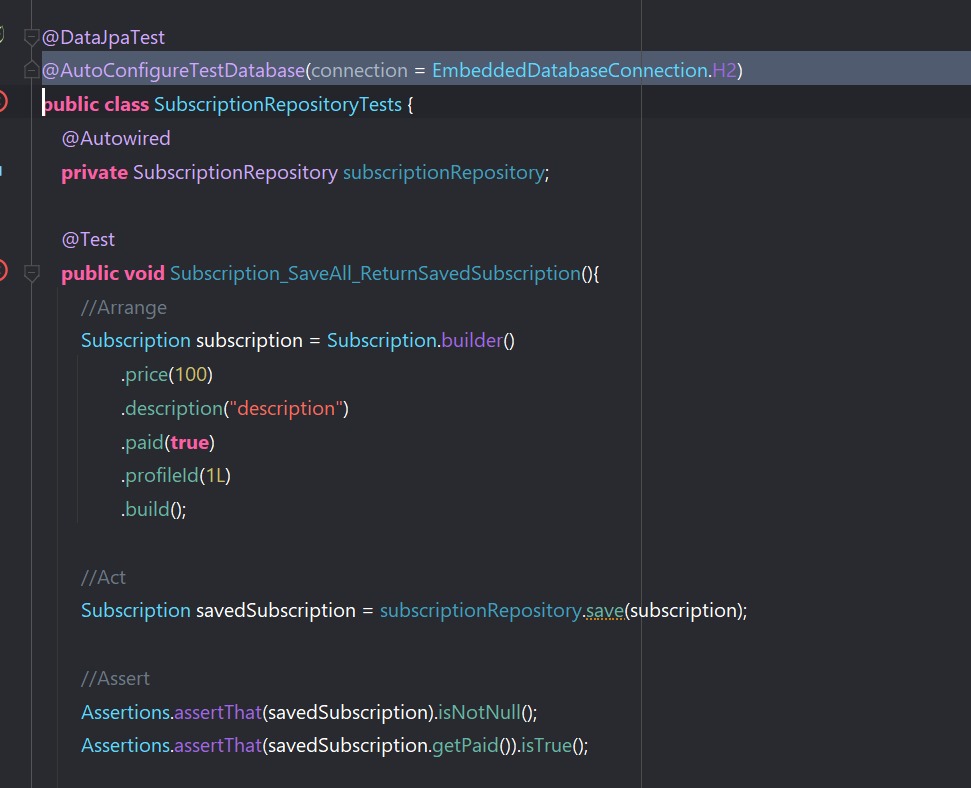 @DataJpaTest
@AutoConfigureTestDatabase(connection = EmbeddedDatabaseConnection.H2)
public class SubscriptionRepositoryTests {
@Autowired
private SubscriptionRepository subscriptionRepository;
@Test
public void Subscription_SaveAll_ReturnSavedSubscription(){
//Arrange
Subscription subscription = Subscription.builder()
.price(100)
.description("description")
.paid(true)
.profileId(1L)
.build();
//Act
Subscription savedSubscription = subscriptionRepository.save(subscription);
//Assert
Assertions.assertThat(savedSubscription).isNotNull();
Assertions.assertThat(savedSubscription.getPaid()).isTrue();